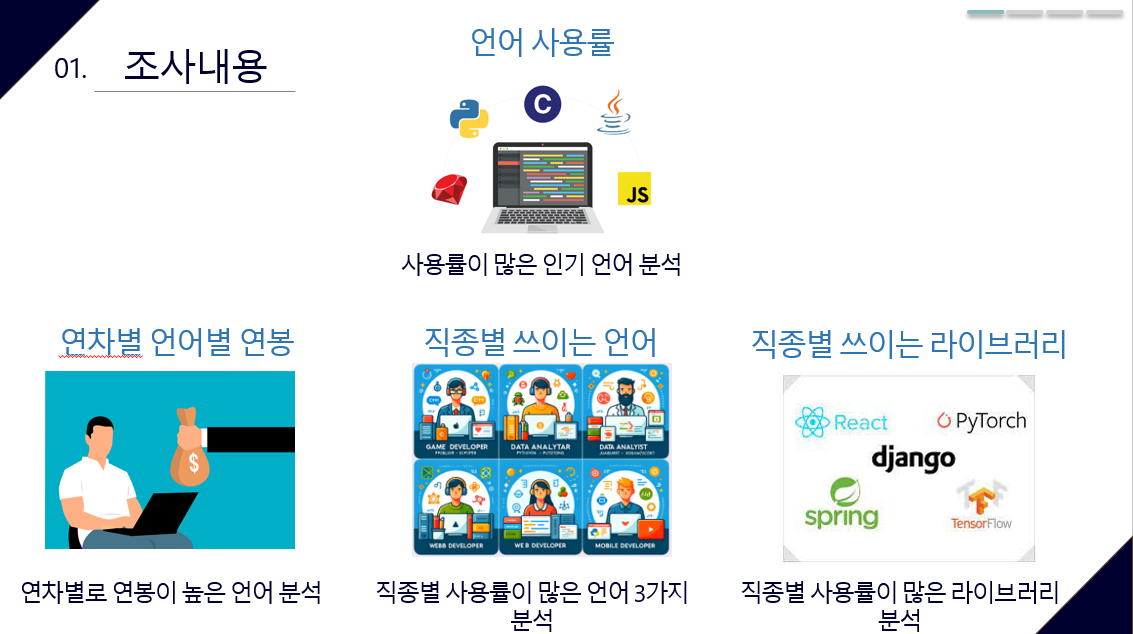 01.
조사내용
언어 사용률
C
JS
사용률이 많은 인기 언어 분석
연차별 언어별 연봉
$
연차별로 연봉이 높은 언어 분석
직종별 쓰이는 언어
GAME DEVELOPER
DATA ANALYTAR
DATA ANALYIST
WEBB DEVELOPER
WE B DEVELOPER
MOBILE DEVELOPER
직종별 사용률이 많은 언어 3가지
분석
직종별 쓰이는 라이브러리
React
PyTorch
django
spring
TensorFlow
직종별 사용률이 많은 라이브러리
분석